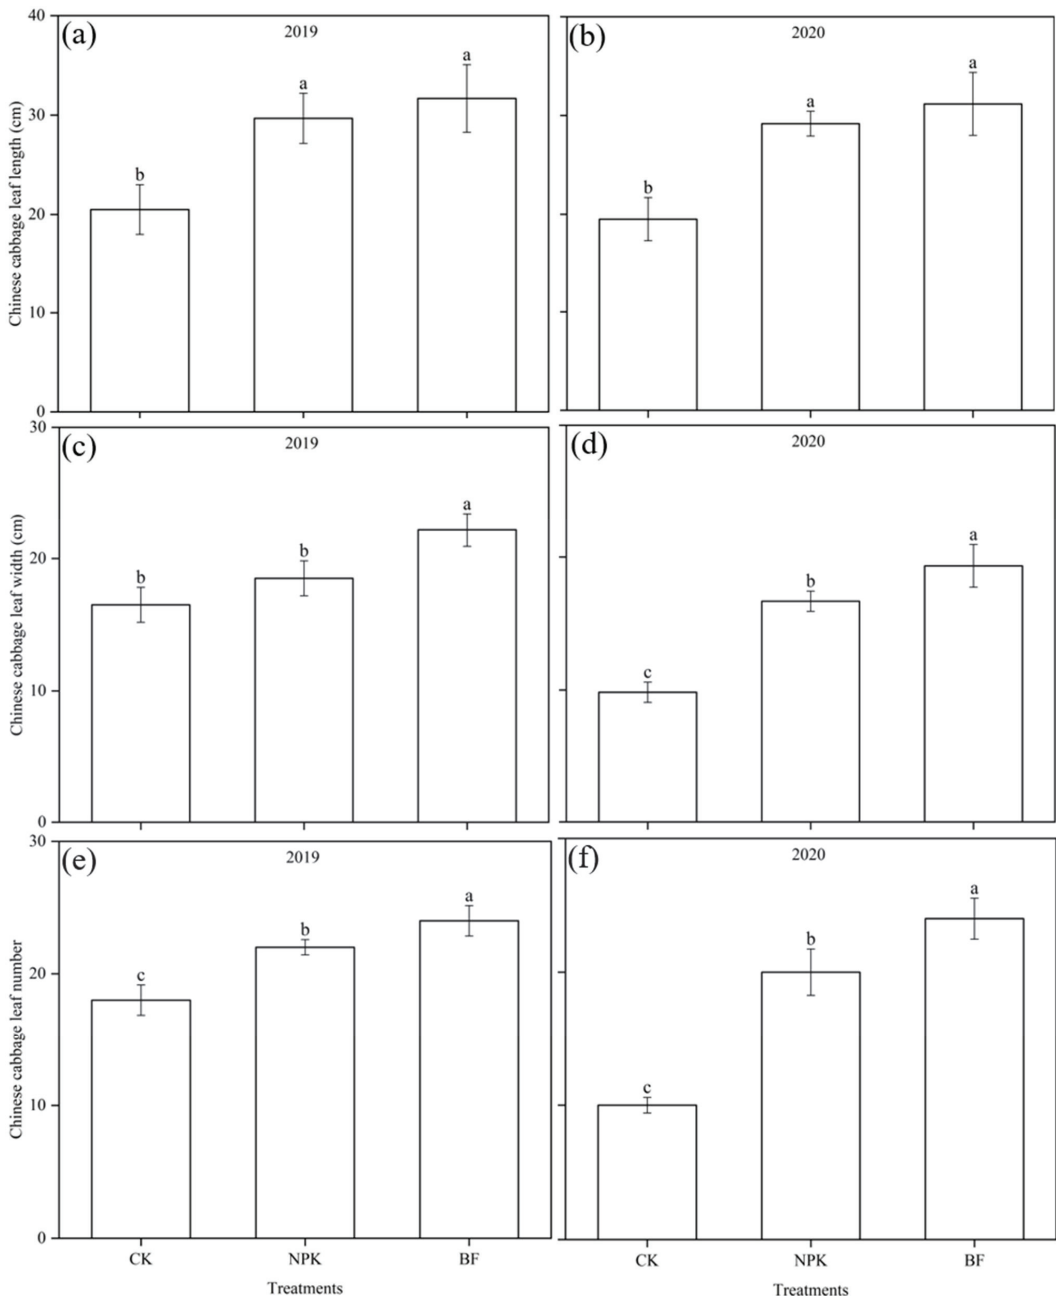 (a)
2019
40
30
20
10
0
Chinese cabbage leaf length (cm)
b
a
a
(b)
2020
b
a
a
(c)
2019
30
20
10
0
Chinese cabbage leaf width (cm)
b
b
a
(d)
2020
c
b
a
(e)
2019
30
20
10
0
Chinese cabbage leaf number
c
b
a
CK
NPK
BF
Treatments
(f)
2020
c
b
a
CK
NPK
BF
Treatments